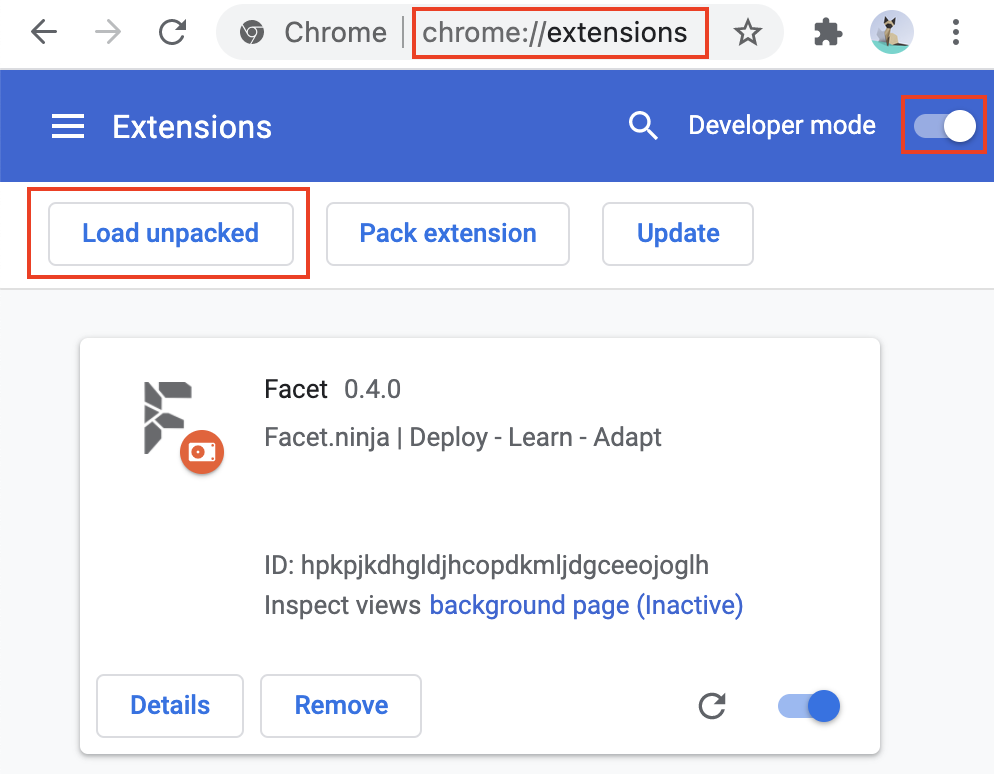 Chrome | chrome://extensions
Extensions Developer mode
Load unpacked Pack extension Update
Facet 0.4.0
Facet.ninja | Deploy - Learn - Adapt
ID: hpkpjkdhgldjhcopdkmljdgceeojoglh
Inspect views background page (Inactive)
Details Remove